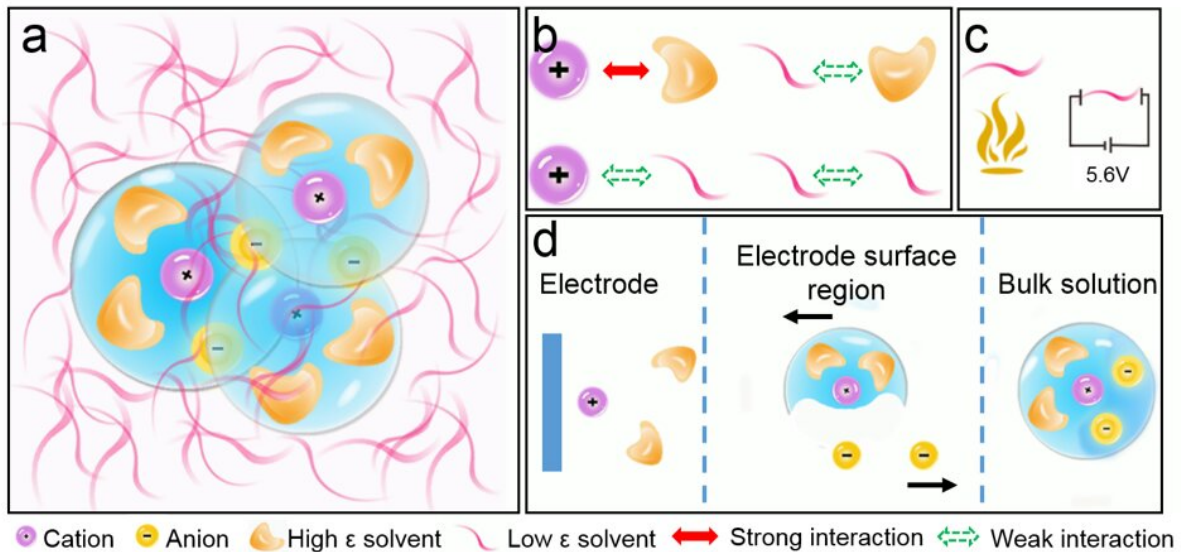 a
b
c
5.6V
d
Electrode
Electrode surface
region
Bulk solution
Cation
Anion
High ε solvent
Low ε solvent
Strong interaction
Weak interaction